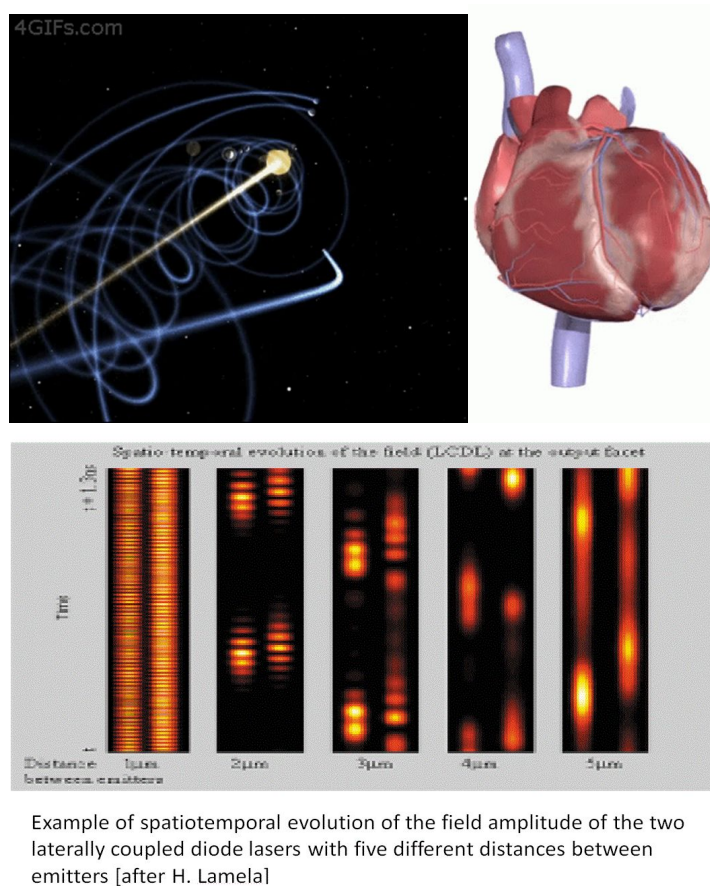 4GIFs.com
Spatio-temporal evolution of the field (LCDL) at the output facet
t + 1.3ns
Time
t
Distance between emitters
1µm 2µm 3µm 4µm 5µm
Example of spatiotemporal evolution of the field amplitude of the two
laterally coupled diode lasers with five different distances between
emitters [after H. Lamela]